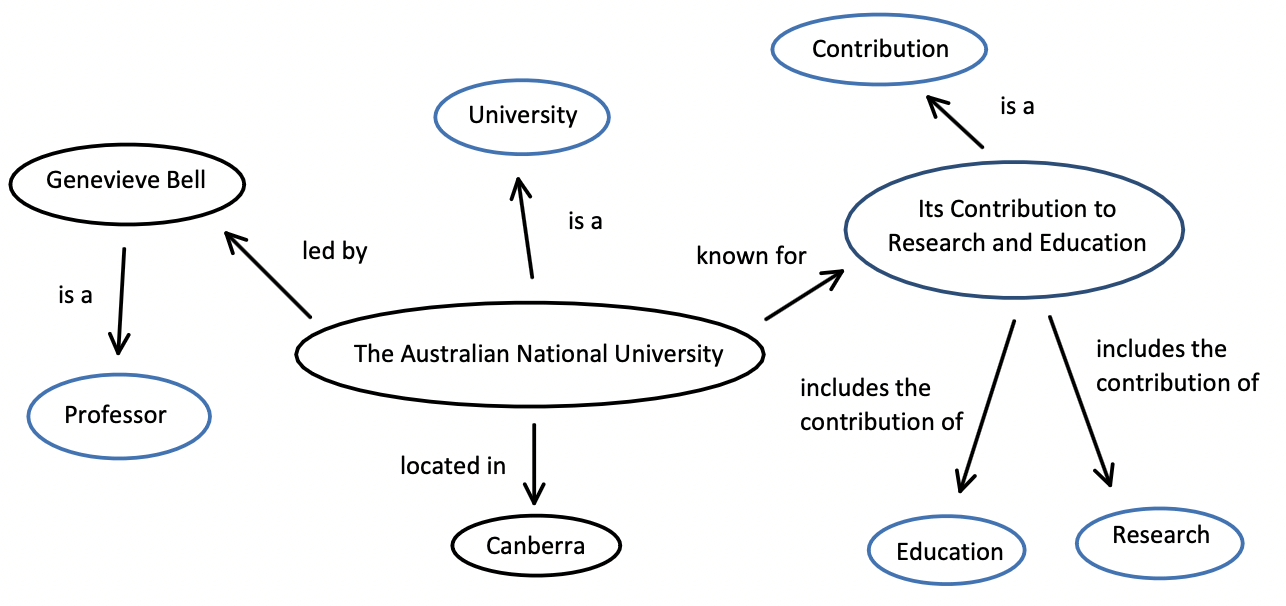 Contribution
is a
University
Genevieve Bell
Its Contribution to
Research and Education
is a
led by
known for
is a
The Australian National University
includes the
contribution of
includes the
contribution of
Professor
located in
Canberra
Education
Research